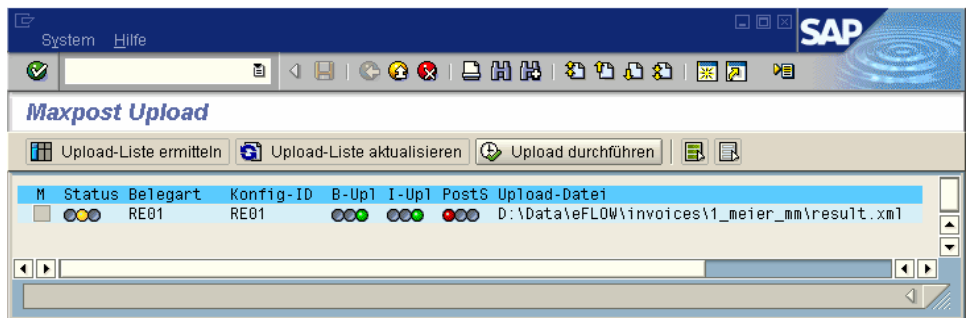 System Hilfe
SAP
Maxpost Upload
Upload-Liste ermitteln Upload-Liste aktualisieren Upload durchführen
M Status Belegart Konfig-ID B-Upl I-Upl PostS Upload-Datei
RE01 RE01 D:\Data\eFLOW\invoices\1_meier_mm\result.xml